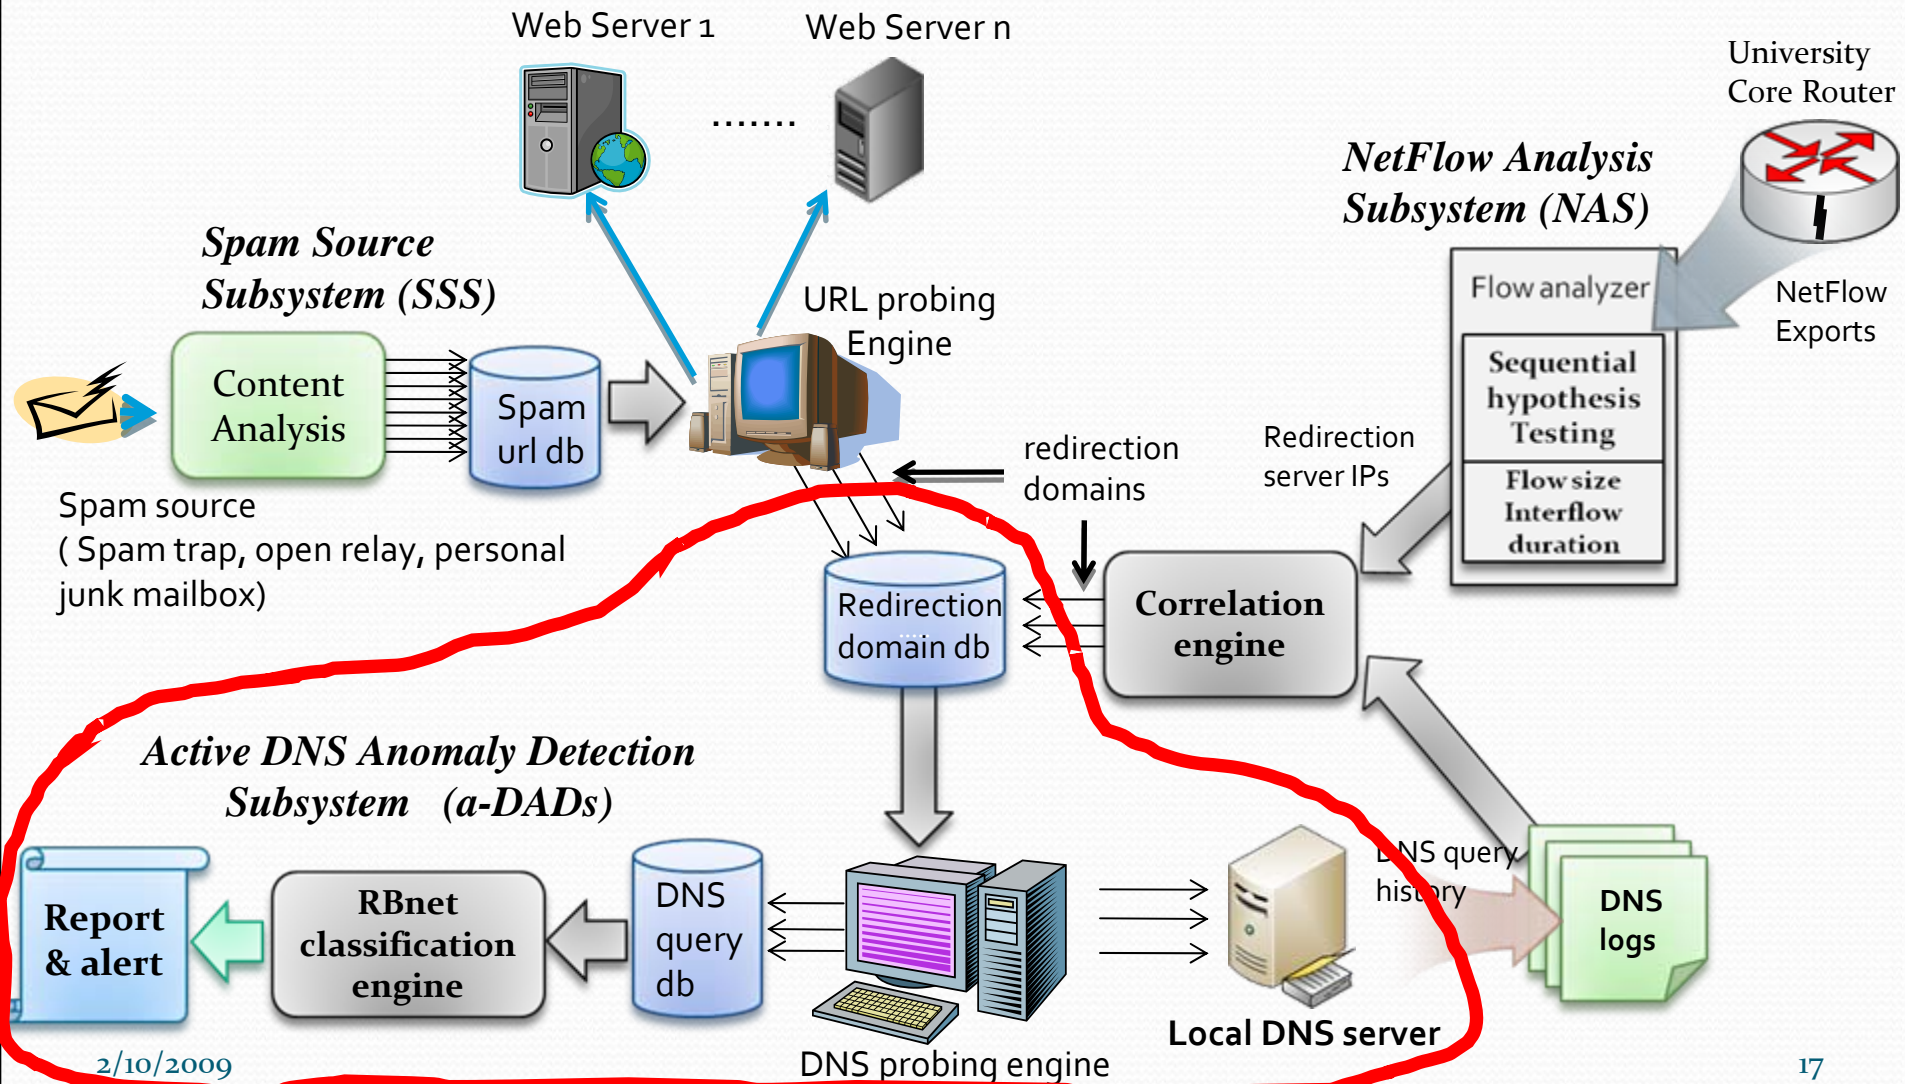 Web Server 1
Web Server n
University
Core Router
NetFlow Analysis
Subsystem (NAS)
Spam Source
Subsystem (SSS)
URL probing
Engine
Flow analyzer
NetFlow
Exports
Sequential
hypothesis
Testing
Flow size
Interflow
duration
Content
Analysis
Spam
url db
redirection
domains
Redirection
server IPs
Spam source
( Spam trap, open relay, personal
junk mailbox)
Redirection
domain db
Correlation
engine
Active DNS Anomaly Detection
Subsystem (a-DADs)
Report
& alert
RBnet
classification
engine
DNS
query
db
DNS query
history
DNS
logs
Local DNS server
DNS probing engine
2/10/2009
17